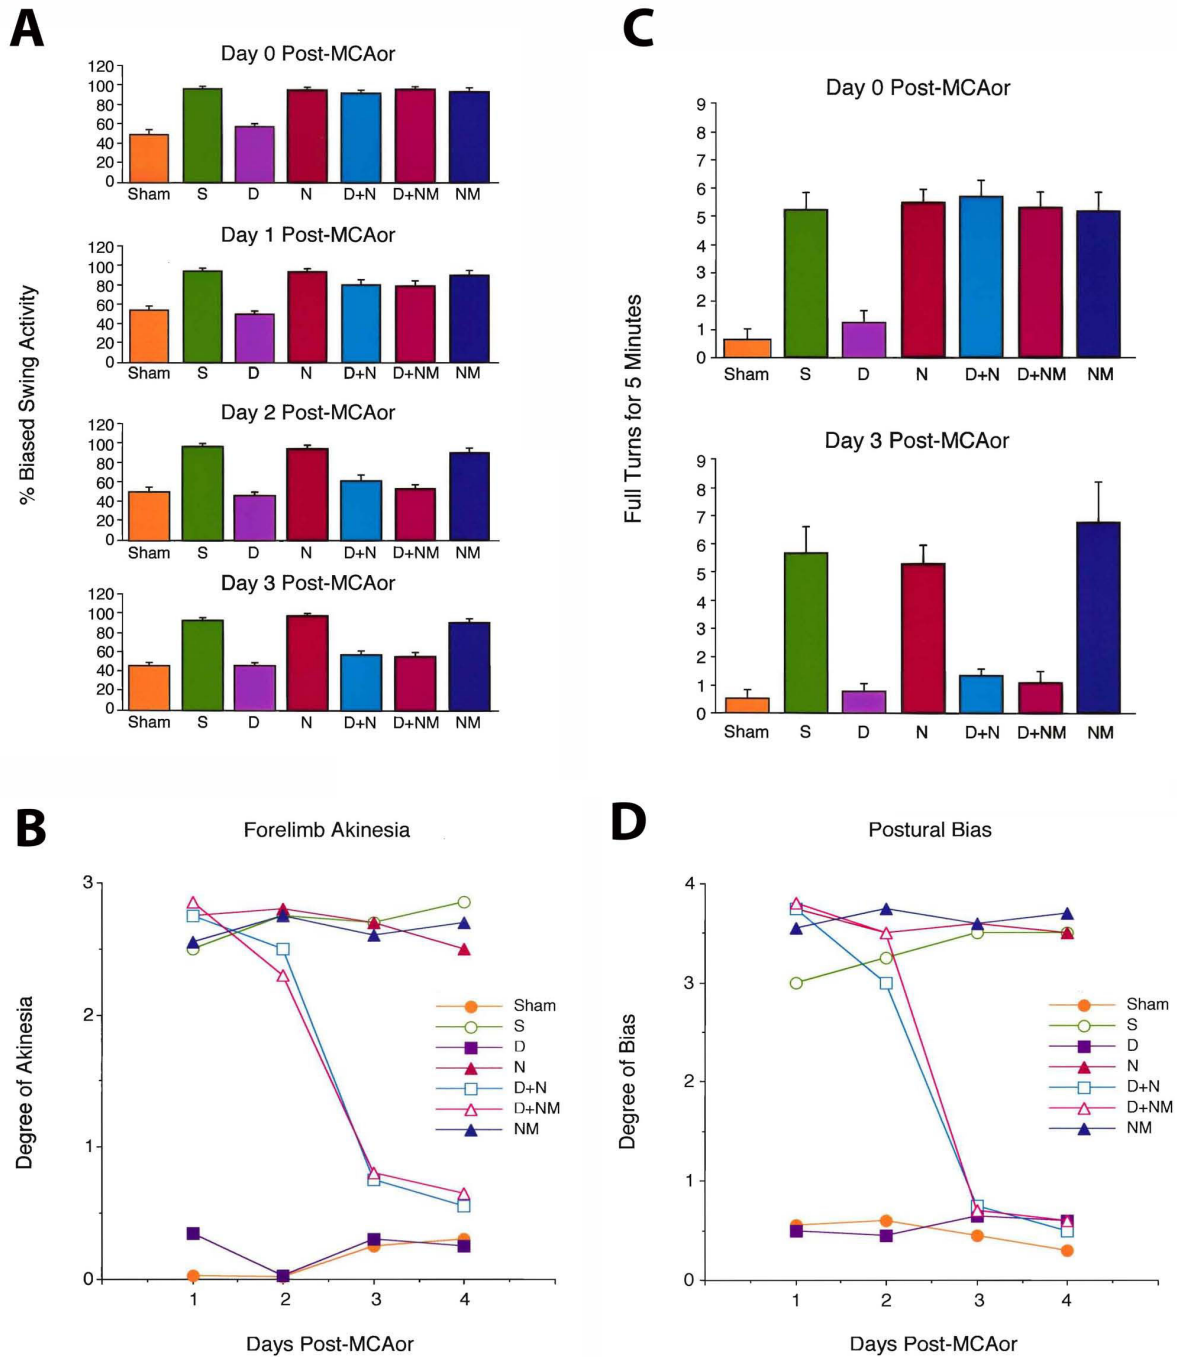 A
Day 0 Post-MCAor
120
100
80
60
40
20
0
Sham S D N D+N D+NM NM
Day 1 Post-MCAor
120
100
80
60
40
20
0
Sham S D N D+N D+NM NM
Day 2 Post-MCAor
120
100
80
60
40
20
0
Sham S D N D+N D+NM NM
Day 3 Post-MCAor
120
100
80
60
40
20
0
Sham S D N D+N D+NM NM
% Biased Swing Activity
C
Day 0 Post-MCAor
9
8
7
6
5
4
3
2
1
0
Sham S D N D+N D+NM NM
Day 3 Post-MCAor
9
8
7
6
5
4
3
2
1
0
Sham S D N D+N D+NM NM
Full Turns for 5 Minutes
B
Forelimb Akinesia
3
2
1
0
Degree of Akinesia
Sham
S
D
N
D+N
D+NM
NM
1 2 3 4
Days Post-MCAor
D
Postural Bias
4
3
2
1
0
Degree of Bias
Sham
S
D
N
D+N
D+NM
NM
1 2 3 4
Days Post-MCAor